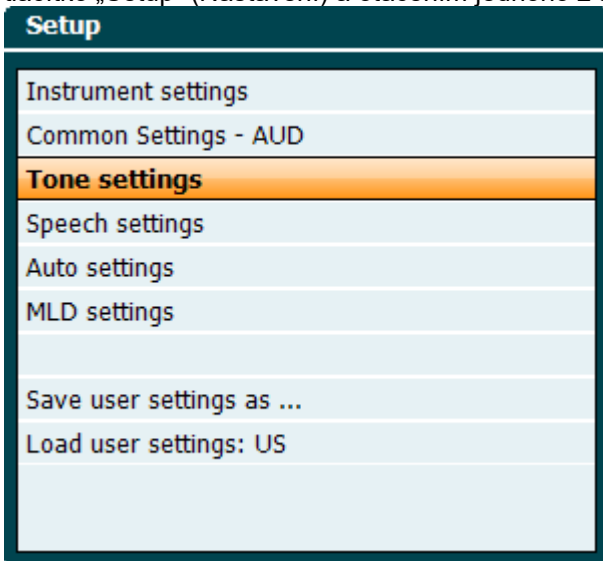 Setup
Instrument settings
Common Settings - AUD
Tone settings
Speech settings
Auto settings
MLD settings
Save user settings as ...
Load user settings: US